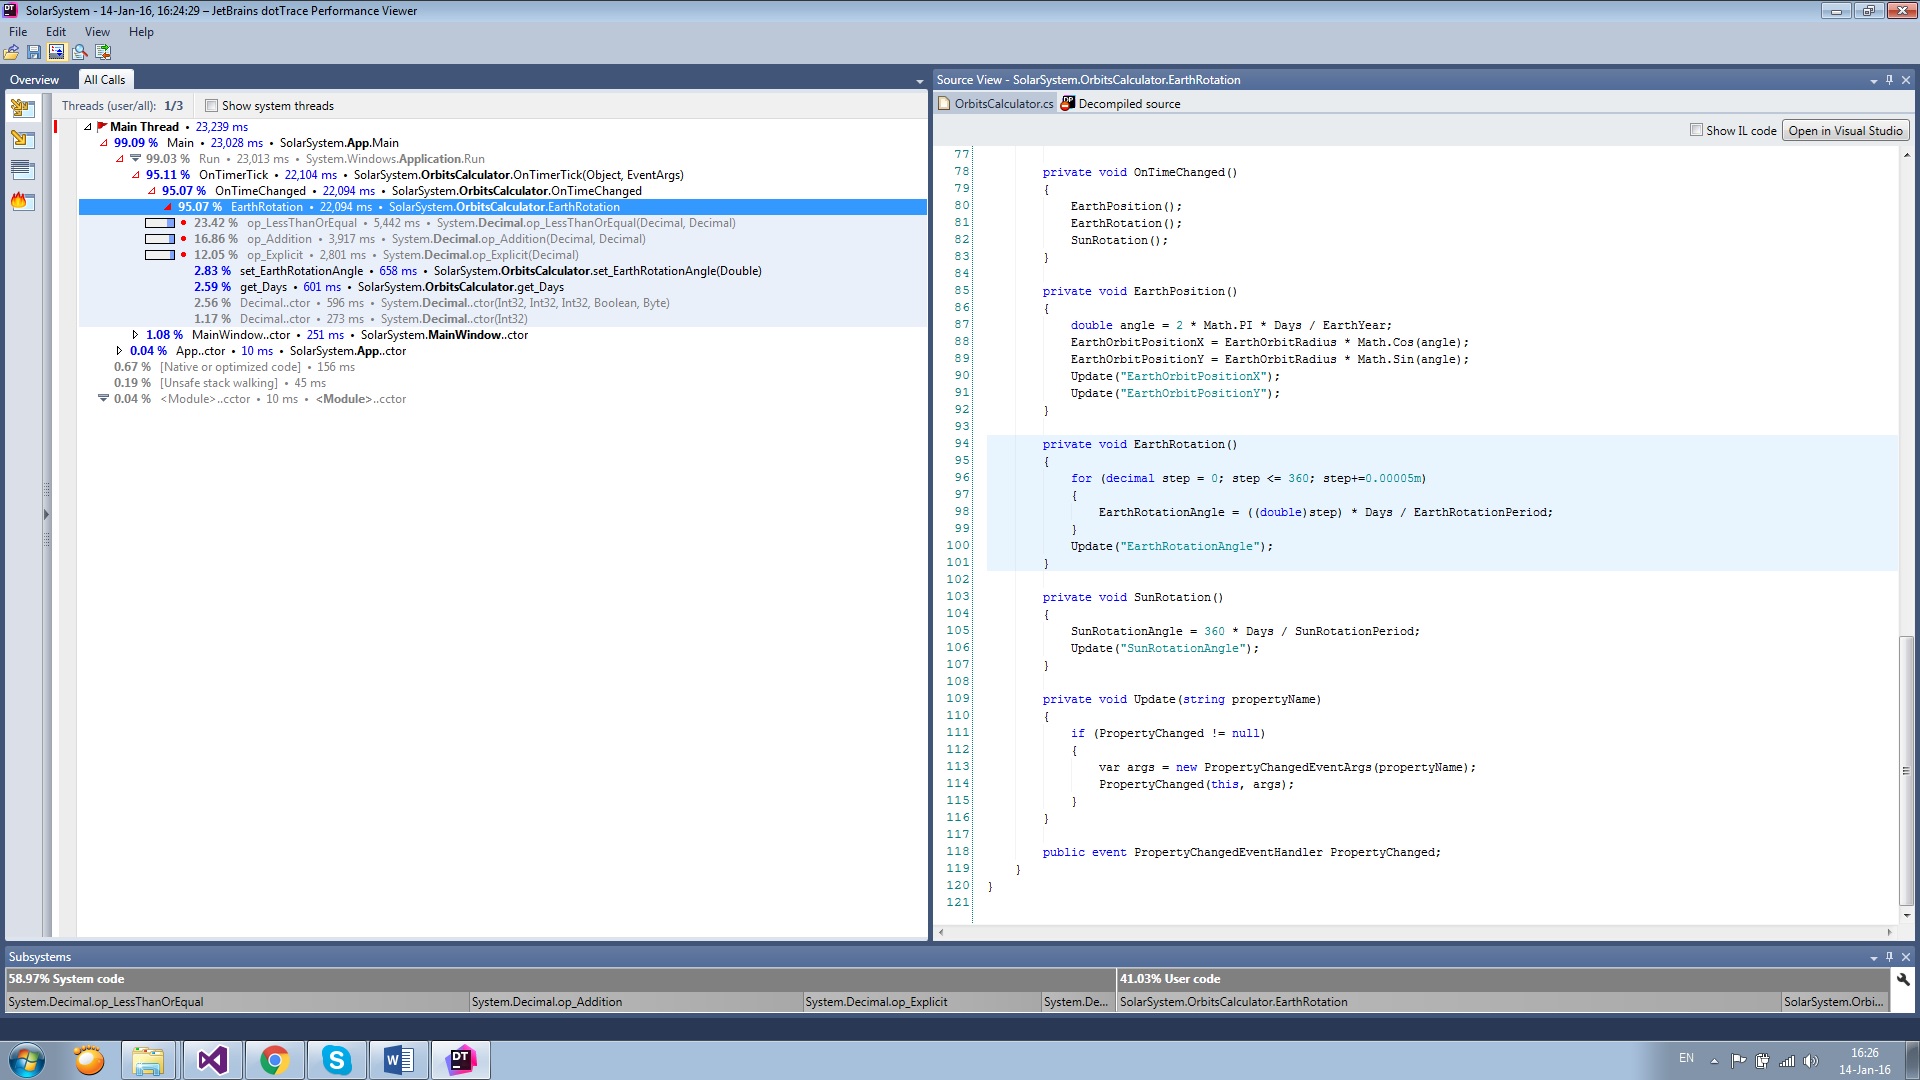 SolarSystem - 14-Jan-16, 16:24:29 – JetBrains dotTrace Performance Viewer
File Edit View Help
Overview All Calls
Threads (user/all): 1/3 Show system threads
Main Thread • 23,239 ms
99.09 % Main • 23,028 ms • SolarSystem.App.Main
99.03 % Run • 23,013 ms • System.Windows.Application.Run
95.11 % OnTimerTick • 22,104 ms • SolarSystem.OrbitsCalculator.OnTimerTick(Object, EventArgs)
95.07 % OnTimeChanged • 22,094 ms • SolarSystem.OrbitsCalculator.OnTimeChanged
95.07 % EarthRotation • 22,094 ms • SolarSystem.OrbitsCalculator.EarthRotation
23.42 % op_LessThanOrEqual • 5,442 ms • System.Decimal.op_LessThanOrEqual(Decimal, Decimal)
16.86 % op_Addition • 3,917 ms • System.Decimal.op_Addition(Decimal, Decimal)
12.05 % op_Explicit • 2,801 ms • System.Decimal.op_Explicit(Decimal)
2.83 % set_EarthRotationAngle • 658 ms • SolarSystem.OrbitsCalculator.set_EarthRotationAngle(Double)
2.59 % get_Days • 601 ms • SolarSystem.OrbitsCalculator.get_Days
2.56 % Decimal..ctor • 596 ms • System.Decimal..ctor(Int32, Int32, Int32, Boolean, Byte)
1.17 % Decimal..ctor • 273 ms • System.Decimal..ctor(Int32)
1.08 % MainWindow..ctor • 251 ms • SolarSystem.MainWindow..ctor
0.04 % App..ctor • 10 ms • SolarSystem.App..ctor
0.67 % [Native or optimized code] • 156 ms
0.19 % [Unsafe stack walking] • 45 ms
0.04 % <Module>..cctor • 10 ms • <Module>..cctor
Source View - SolarSystem.OrbitsCalculator.EarthRotation
OrbitsCalculator.cs Decompiled source
Show IL code Open in Visual Studio
77
78 private void OnTimeChanged()
79 {
80 EarthPosition();
81 EarthRotation();
82 SunRotation();
83 }
84
85 private void EarthPosition()
86 {
87 double angle = 2 * Math.PI * Days / EarthYear;
88 EarthOrbitPositionX = EarthOrbitRadius * Math.Cos(angle);
89 EarthOrbitPositionY = EarthOrbitRadius * Math.Sin(angle);
90 Update("EarthOrbitPositionX");
91 Update("EarthOrbitPositionY");
92 }
93
94 private void EarthRotation()
95 {
96 for (decimal step = 0; step <= 360; step+=0.00005m)
97 {
98 EarthRotationAngle = ((double)step) * Days / EarthRotationPeriod;
99 }
100 Update("EarthRotationAngle");
101 }
102
103 private void SunRotation()
104 {
105 SunRotationAngle = 360 * Days / SunRotationPeriod;
106 Update("SunRotationAngle");
107 }
108
109 private void Update(string propertyName)
110 {
111 if (PropertyChanged != null)
112 {
113 var args = new PropertyChangedEventArgs(propertyName);
114 PropertyChanged(this, args);
115 }
116 }
117
118 public event PropertyChangedEventHandler PropertyChanged;
119 }
120 }
121
Subsystems
58.97% System code 41.03% User code
System.Decimal.op_LessThanOrEqual System.Decimal.op_Addition System.Decimal.op_Explicit System.De... SolarSystem.OrbitsCalculator.EarthRotation SolarSystem.Orbi...
EN 16:26
14-Jan-16